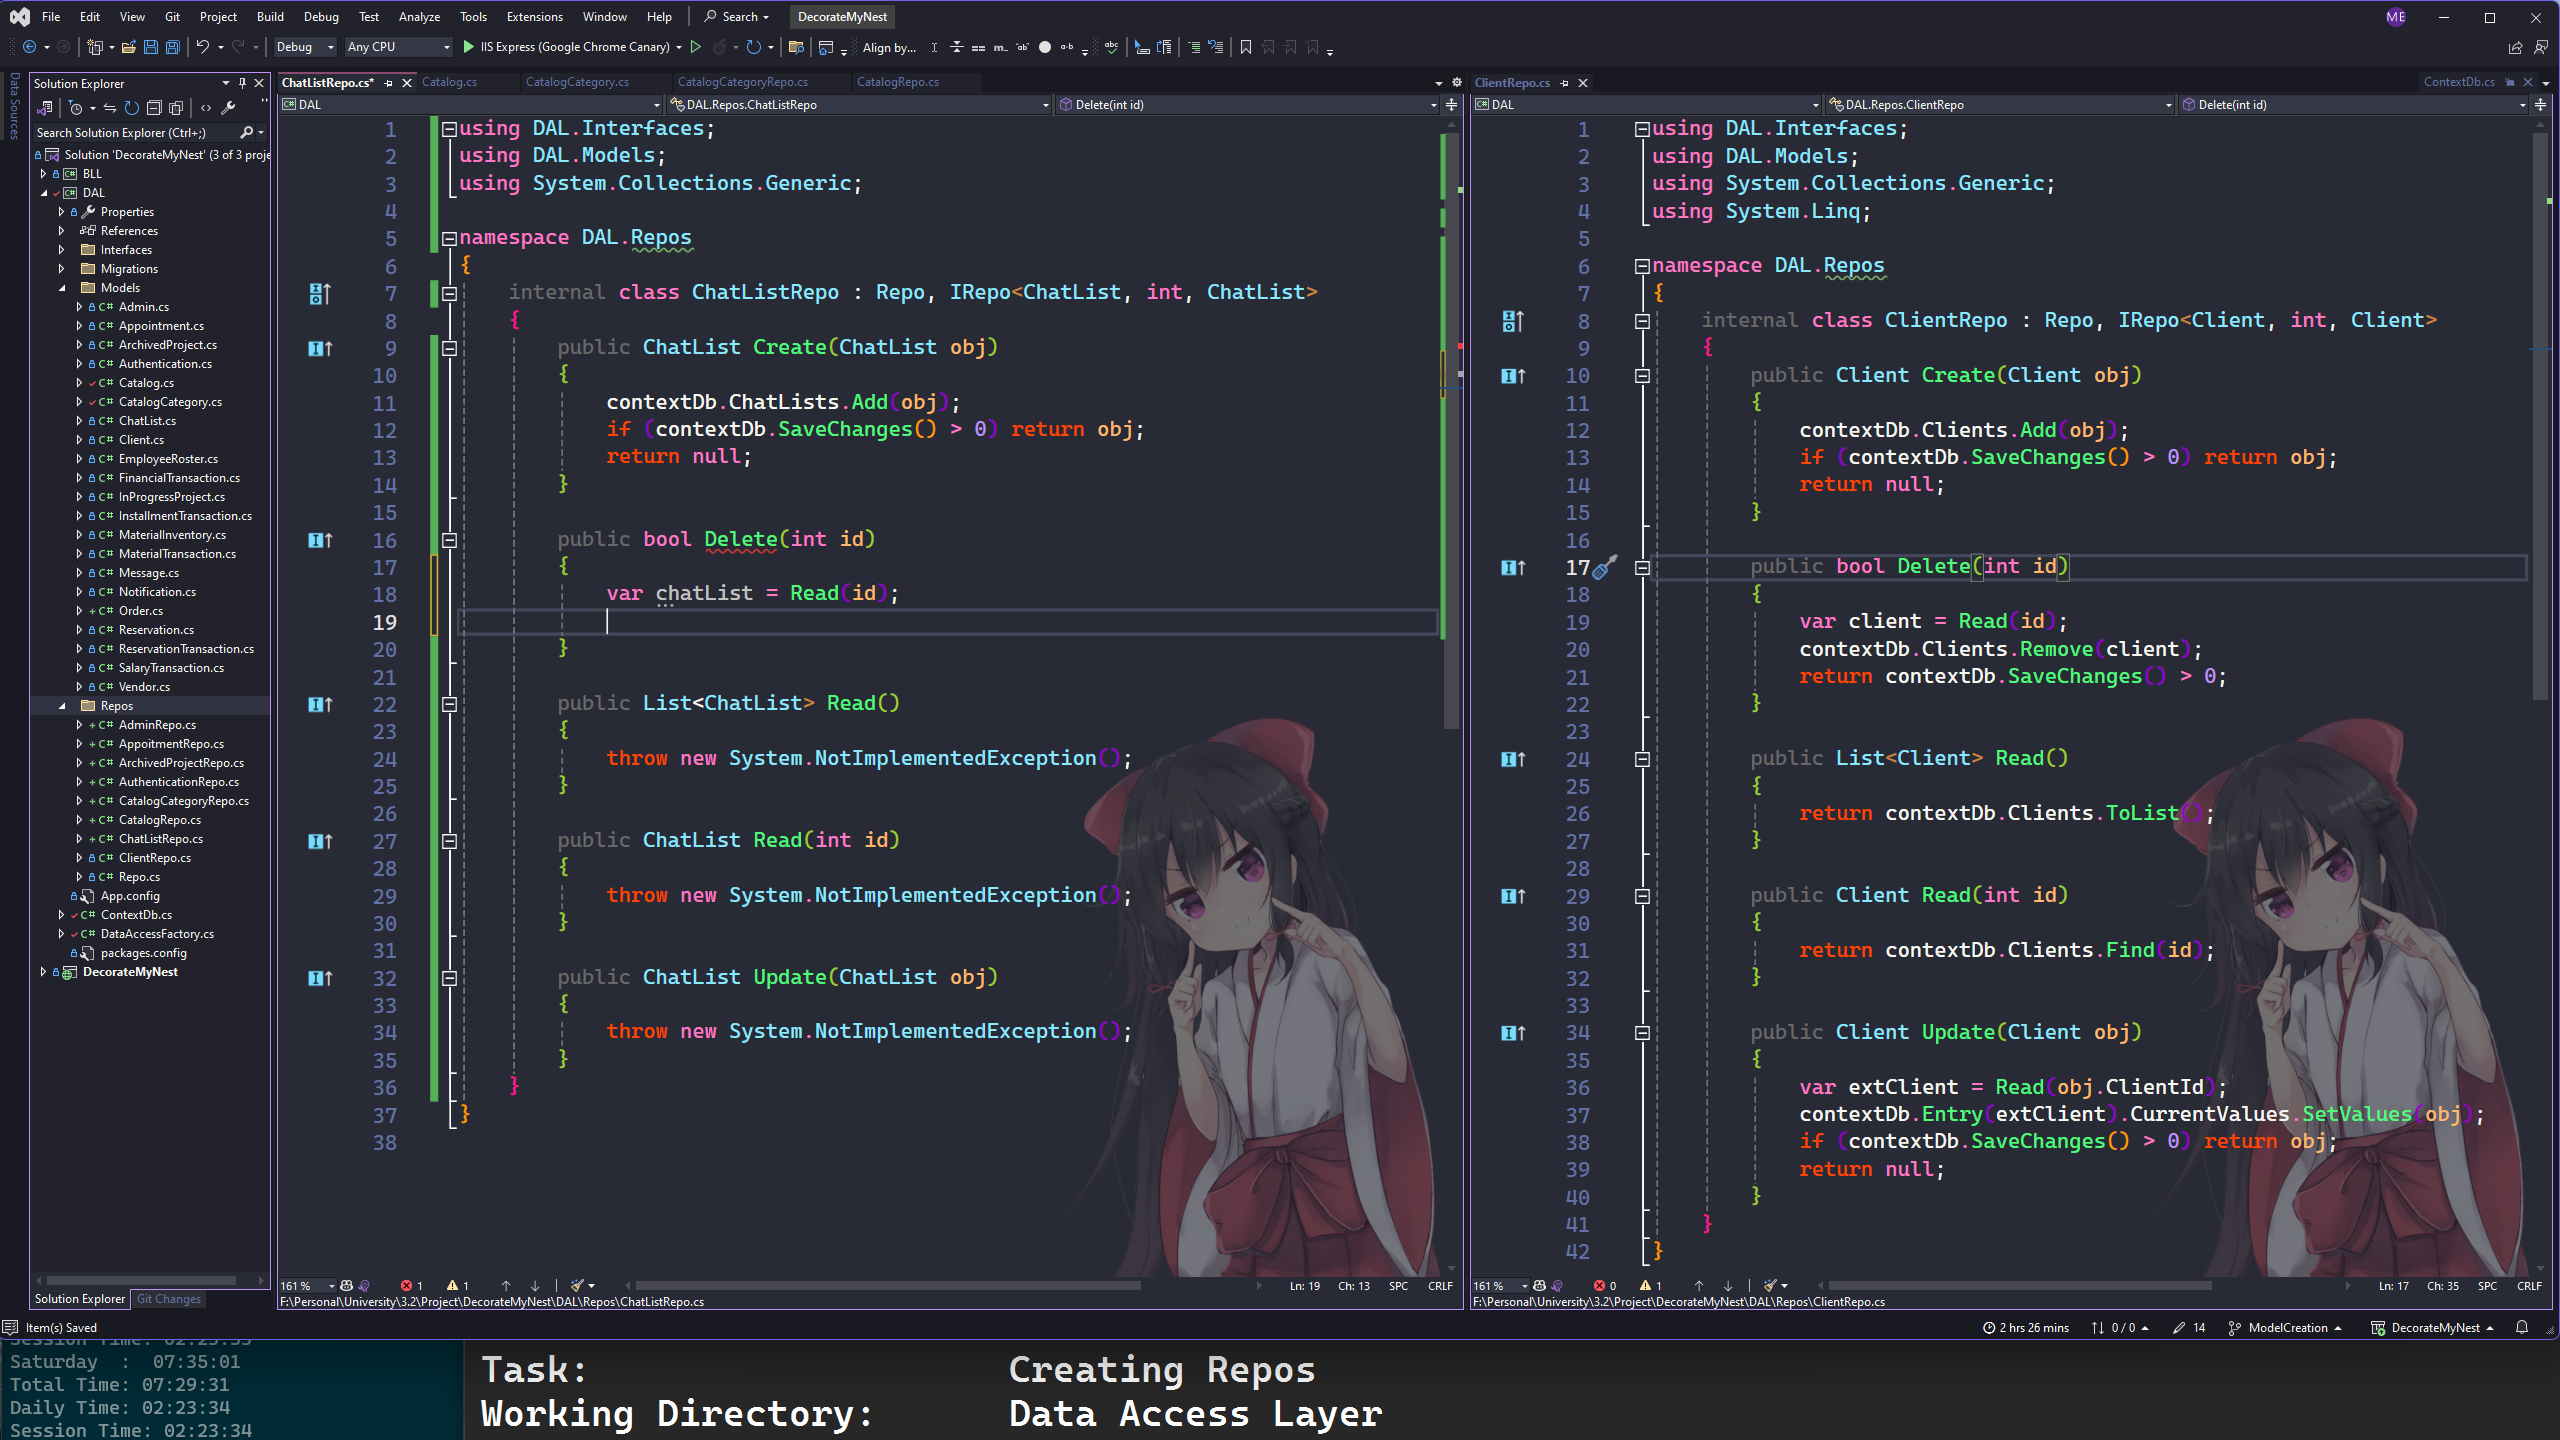 File Edit View Git Project Build Debug Test Analyze Tools Extensions Window Help Search DecorateMyNest ME
Debug Any CPU IIS Express (Google Chrome Canary) Align by...
Data Sources
Solution Explorer
Search Solution Explorer (Ctrl+;)
Solution 'DecorateMyNest' (3 of 3 proje
BLL
DAL
Properties
References
Interfaces
Migrations
Models
Admin.cs
Appointment.cs
ArchivedProject.cs
Authentication.cs
Catalog.cs
CatalogCategory.cs
ChatList.cs
Client.cs
EmployeeRoster.cs
FinancialTransaction.cs
InProgressProject.cs
InstallmentTransaction.cs
MaterialInventory.cs
MaterialTransaction.cs
Message.cs
Notification.cs
Order.cs
Reservation.cs
ReservationTransaction.cs
SalaryTransaction.cs
Vendor.cs
Repos
AdminRepo.cs
AppoitmentRepo.cs
ArchivedProjectRepo.cs
AuthenticationRepo.cs
CatalogCategoryRepo.cs
CatalogRepo.cs
ChatListRepo.cs
ClientRepo.cs
Repo.cs
App.config
ContextDb.cs
DataAccessFactory.cs
packages.config
DecorateMyNest
Solution Explorer Git Changes
ChatListRepo.cs* Catalog.cs CatalogCategory.cs CatalogCategoryRepo.cs CatalogRepo.cs
DAL DAL.Repos.ChatListRepo Delete(int id)
1 using DAL.Interfaces;
2 using DAL.Models;
3 using System.Collections.Generic;
4
5 namespace DAL.Repos
6 {
7 internal class ChatListRepo : Repo, IRepo<ChatList, int, ChatList>
8 {
9 public ChatList Create(ChatList obj)
10 {
11 contextDb.ChatLists.Add(obj);
12 if (contextDb.SaveChanges() > 0) return obj;
13 return null;
14 }
15
16 public bool Delete(int id)
17 {
18 var chatList = Read(id);
19
20 }
21
22 public List<ChatList> Read()
23 {
24 throw new System.NotImplementedException();
25 }
26
27 public ChatList Read(int id)
28 {
29 throw new System.NotImplementedException();
30 }
31
32 public ChatList Update(ChatList obj)
33 {
34 throw new System.NotImplementedException();
35 }
36 }
37 }
38
161 % 1 1 Ln: 19 Ch: 13 SPC CRLF
F:\Personal\University\3.2\Project\DecorateMyNest\DAL\Repos\ChatListRepo.cs
ClientRepo.cs ContextDb.cs
DAL DAL.Repos.ClientRepo Delete(int id)
1 using DAL.Interfaces;
2 using DAL.Models;
3 using System.Collections.Generic;
4 using System.Linq;
5
6 namespace DAL.Repos
7 {
8 internal class ClientRepo : Repo, IRepo<Client, int, Client>
9 {
10 public Client Create(Client obj)
11 {
12 contextDb.Clients.Add(obj);
13 if (contextDb.SaveChanges() > 0) return obj;
14 return null;
15 }
16
17 public bool Delete(int id)
18 {
19 var client = Read(id);
20 contextDb.Clients.Remove(client);
21 return contextDb.SaveChanges() > 0;
22 }
23
24 public List<Client> Read()
25 {
26 return contextDb.Clients.ToList();
27 }
28
29 public Client Read(int id)
30 {
31 return contextDb.Clients.Find(id);
32 }
33
34 public Client Update(Client obj)
35 {
36 var extClient = Read(obj.ClientId);
37 contextDb.Entry(extClient).CurrentValues.SetValues(obj);
38 if (contextDb.SaveChanges() > 0) return obj;
39 return null;
40 }
41 }
42 }
161 % 0 1 Ln: 17 Ch: 35 SPC CRLF
F:\Personal\University\3.2\Project\DecorateMyNest\DAL\Repos\ClientRepo.cs
Item(s) Saved 2 hrs 26 mins 0 / 0 14 ModelCreation DecorateMyNest
Session Time: 02:23:33
Saturday : 07:35:01
Total Time: 07:29:31
Daily Time: 02:23:34
Session Time: 02:23:34
Task: Creating Repos
Working Directory: Data Access Layer